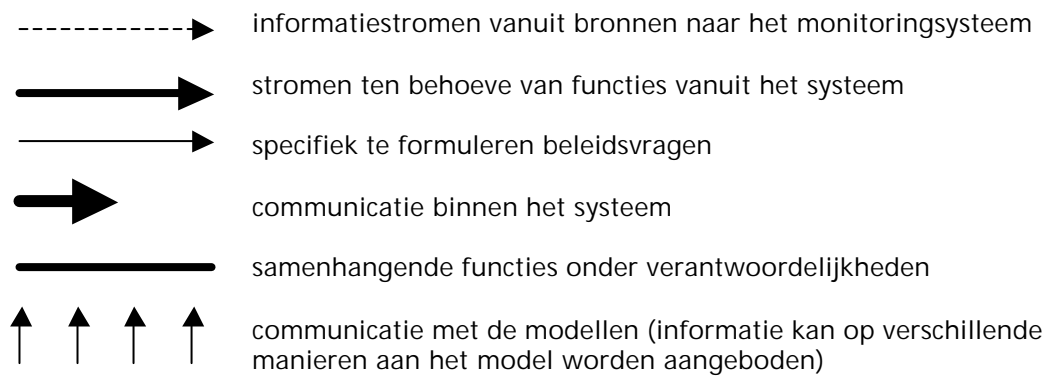 informatiestromen vanuit bronnen naar het monitoringsysteem
stromen ten behoeve van functies vanuit het systeem
specifiek te formuleren beleidsvragen
communicatie binnen het systeem
samenhangende functies onder verantwoordelijkheden
communicatie met de modellen (informatie kan op verschillende
manieren aan het model worden aangeboden)